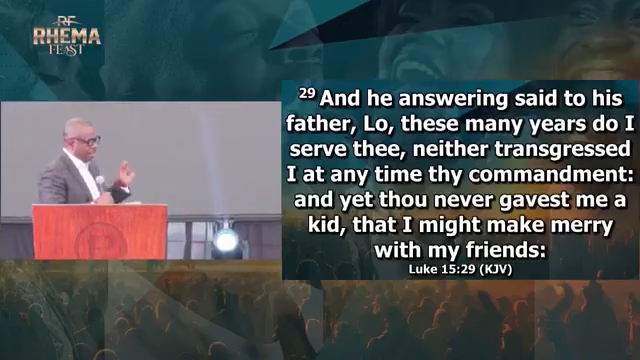 RF
RHEMA
FEAST
29 And he answering said to his
father, Lo, these many years do I
serve thee, neither transgressed
I at any time thy commandment:
and yet thou never gavest me a
kid, that I might make merry
with my friends:
Luke 15:29 (KJV)